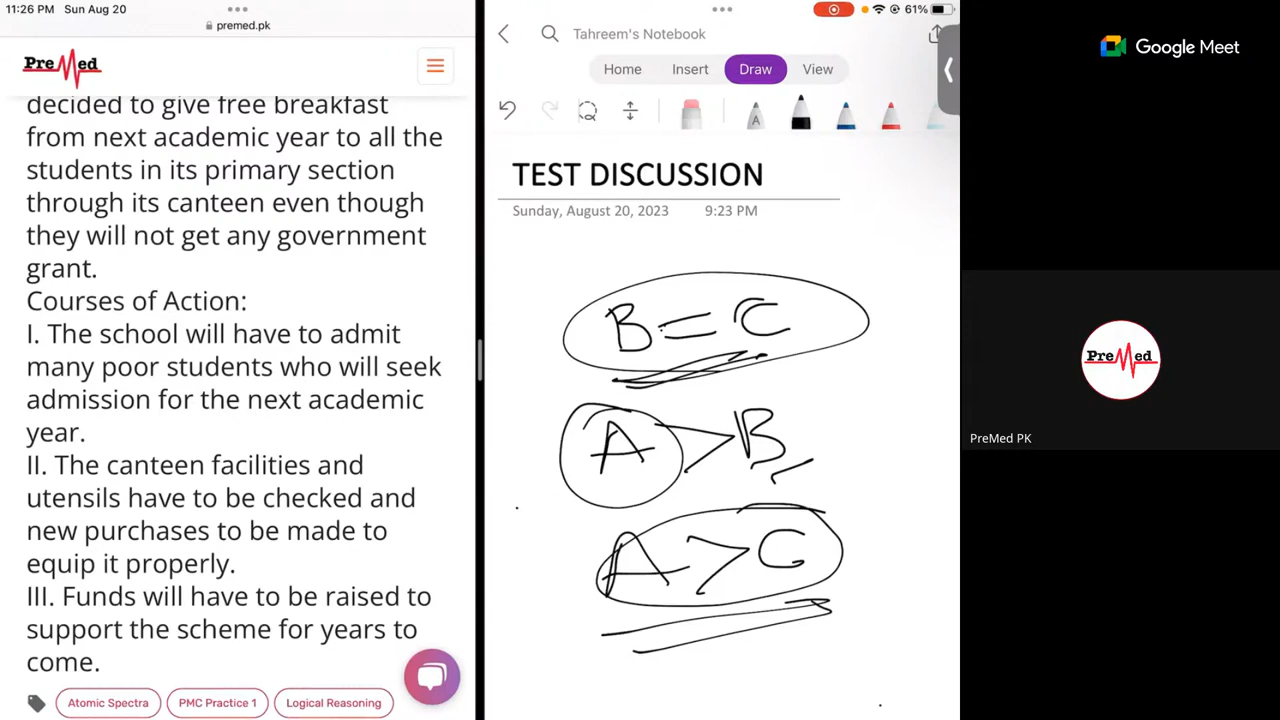 11:26 PM Sun Aug 20
premed.pk
PreMed
decided to give free breakfast
from next academic year to all the
students in its primary section
through its canteen even though
they will not get any government
grant.
Courses of Action:
I. The school will have to admit
many poor students who will seek
admission for the next academic
year.
II. The canteen facilities and
utensils have to be checked and
new purchases to be made to
equip it properly.
III. Funds will have to be raised to
support the scheme for years to
come.
Atomic Spectra
PMC Practice 1
Logical Reasoning
61%
Tahreem's Notebook
Home Insert Draw View
A
TEST DISCUSSION
Sunday, August 20, 2023 9:23 PM
B = C
A > B
A > C
Google Meet
PreMed
PreMed PK